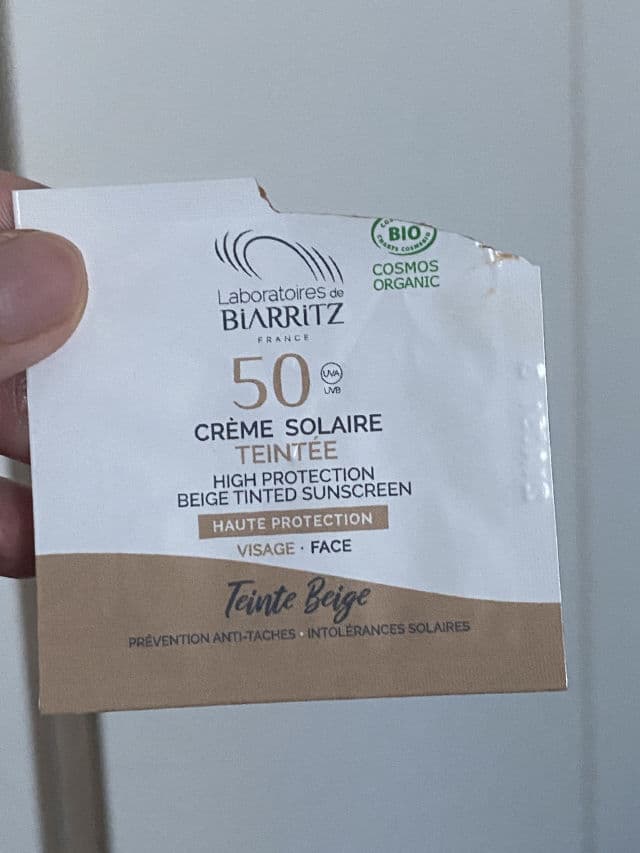 BIO
COSMOS
ORGANIC
Laboratoires de
BiARRiTZ
FRANCE
50 UVA
UVB
CRÈME SOLAIRE
TEINTÉE
HIGH PROTECTION
BEIGE TINTED SUNSCREEN
HAUTE PROTECTION
VISAGE · FACE
Teinte Beige
PRÉVENTION ANTI-TACHES · INTOLÉRANCES SOLAIRES